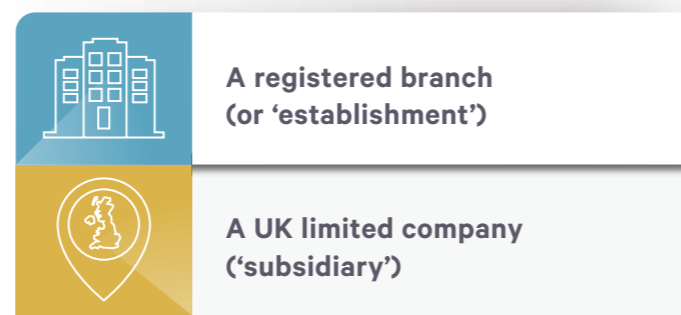 A registered branch
(or ‘establishment’)
A UK limited company
(‘subsidiary’)